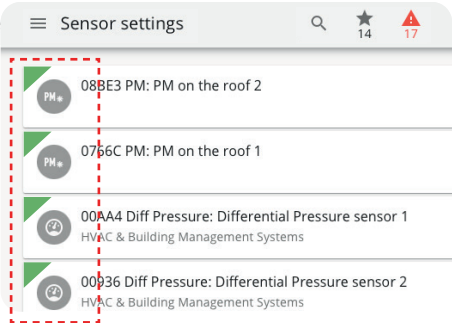 Sensor settings
14
17
PM
08BE3 PM: PM on the roof 2
PM
0766C PM: PM on the roof 1
00AA4 Diff Pressure: Differential Pressure sensor 1
HVAC & Building Management Systems
00936 Diff Pressure: Differential Pressure sensor 2
HVAC & Building Management Systems